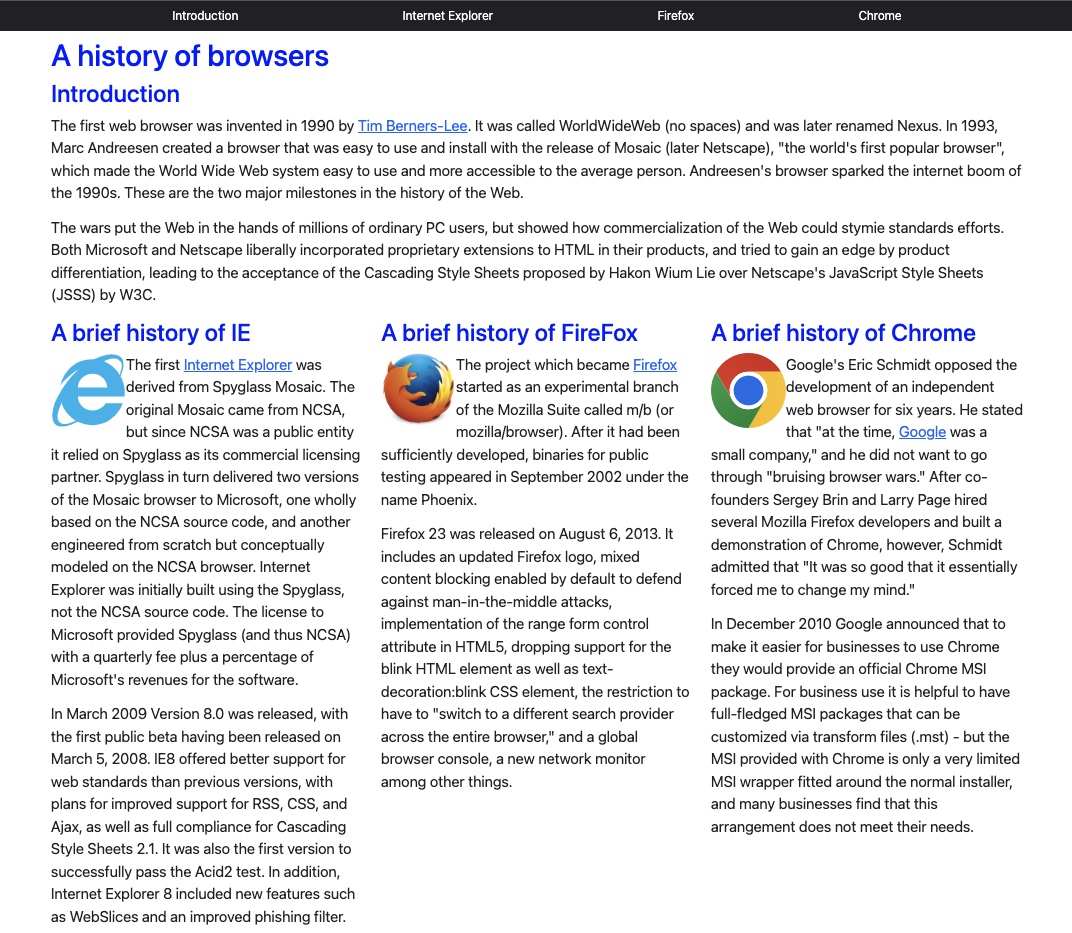 Introduction Internet Explorer Firefox Chrome
A history of browsers
Introduction
The first web browser was invented in 1990 by Tim Berners-Lee. It was called WorldWideWeb (no spaces) and was later renamed Nexus. In 1993,
Marc Andreesen created a browser that was easy to use and install with the release of Mosaic (later Netscape), "the world's first popular browser",
which made the World Wide Web system easy to use and more accessible to the average person. Andreesen's browser sparked the internet boom of
the 1990s. These are the two major milestones in the history of the Web.
The wars put the Web in the hands of millions of ordinary PC users, but showed how commercialization of the Web could stymie standards efforts.
Both Microsoft and Netscape liberally incorporated proprietary extensions to HTML in their products, and tried to gain an edge by product
differentiation, leading to the acceptance of the Cascading Style Sheets proposed by Hakon Wium Lie over Netscape's JavaScript Style Sheets
(JSSS) by W3C.
A brief history of IE
The first Internet Explorer was
derived from Spyglass Mosaic. The
original Mosaic came from NCSA,
but since NCSA was a public entity
it relied on Spyglass as its commercial licensing
partner. Spyglass in turn delivered two versions
of the Mosaic browser to Microsoft, one wholly
based on the NCSA source code, and another
engineered from scratch but conceptually
modeled on the NCSA browser. Internet
Explorer was initially built using the Spyglass,
not the NCSA source code. The license to
Microsoft provided Spyglass (and thus NCSA)
with a quarterly fee plus a percentage of
Microsoft's revenues for the software.
In March 2009 Version 8.0 was released, with
the first public beta having been released on
March 5, 2008. IE8 offered better support for
web standards than previous versions, with
plans for improved support for RSS, CSS, and
Ajax, as well as full compliance for Cascading
Style Sheets 2.1. It was also the first version to
successfully pass the Acid2 test. In addition,
Internet Explorer 8 included new features such
as WebSlices and an improved phishing filter.
A brief history of FireFox
The project which became Firefox
started as an experimental branch
of the Mozilla Suite called m/b (or
mozilla/browser). After it had been
sufficiently developed, binaries for public
testing appeared in September 2002 under the
name Phoenix.
Firefox 23 was released on August 6, 2013. It
includes an updated Firefox logo, mixed
content blocking enabled by default to defend
against man-in-the-middle attacks,
implementation of the range form control
attribute in HTML5, dropping support for the
blink HTML element as well as text-
decoration:blink CSS element, the restriction to
have to "switch to a different search provider
across the entire browser," and a global
browser console, a new network monitor
among other things.
A brief history of Chrome
Google's Eric Schmidt opposed the
development of an independent
web browser for six years. He stated
that "at the time, Google was a
small company," and he did not want to go
through "bruising browser wars." After co-
founders Sergey Brin and Larry Page hired
several Mozilla Firefox developers and built a
demonstration of Chrome, however, Schmidt
admitted that "It was so good that it essentially
forced me to change my mind."
In December 2010 Google announced that to
make it easier for businesses to use Chrome
they would provide an official Chrome MSI
package. For business use it is helpful to have
full-fledged MSI packages that can be
customized via transform files (.mst) - but the
MSI provided with Chrome is only a very limited
MSI wrapper fitted around the normal installer,
and many businesses find that this
arrangement does not meet their needs.